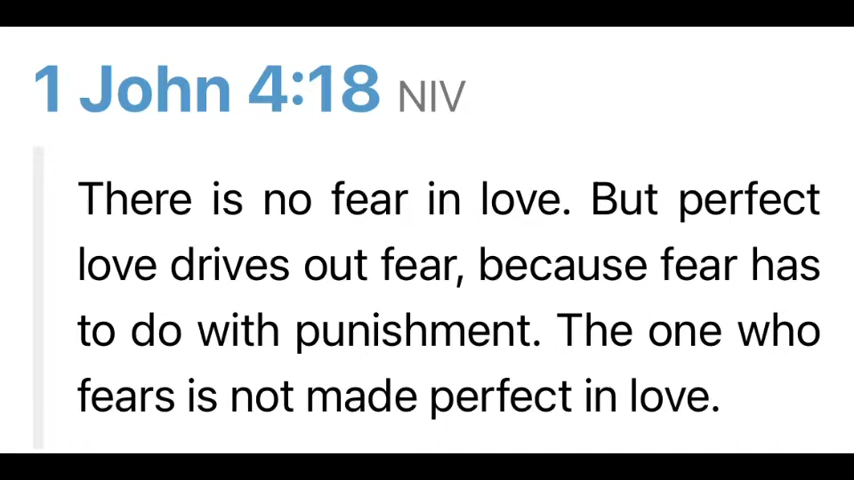 1 John 4:18 NIV
There is no fear in love. But perfect
love drives out fear, because fear has
to do with punishment. The one who
fears is not made perfect in love.